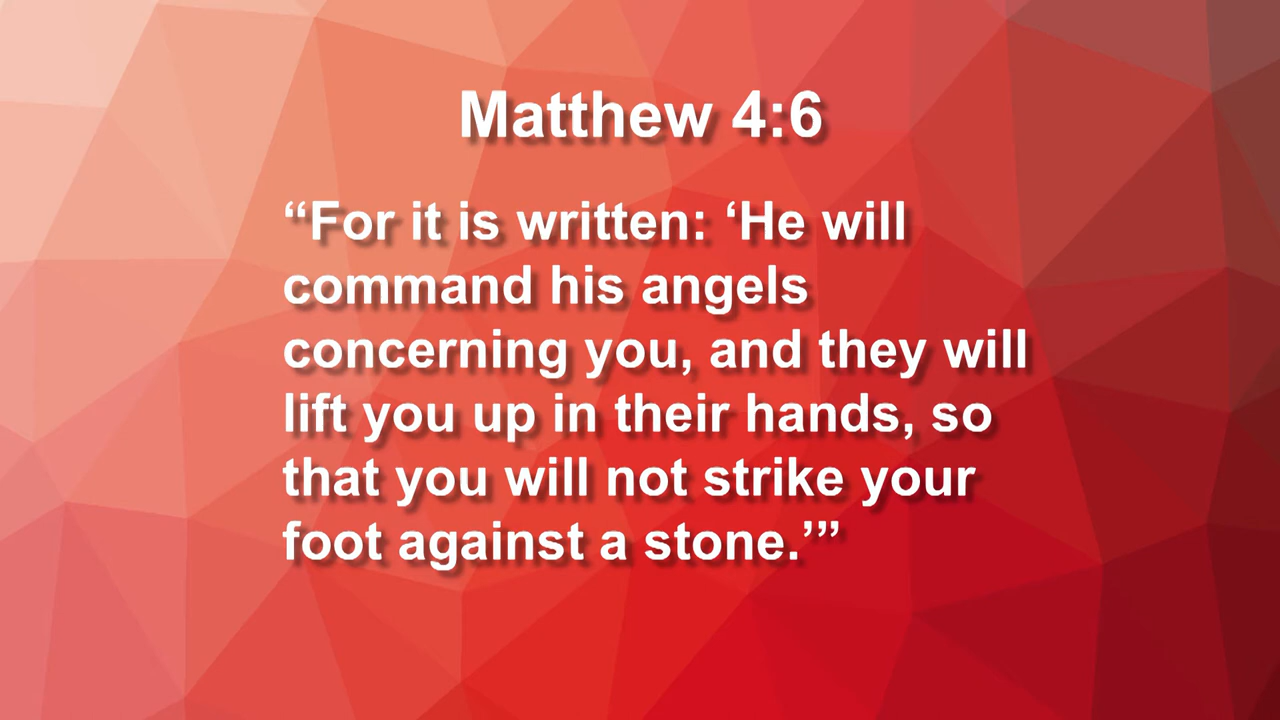 Matthew 4:6
“For it is written: ‘He will
command his angels
concerning you, and they will
lift you up in their hands, so
that you will not strike your
foot against a stone.’”